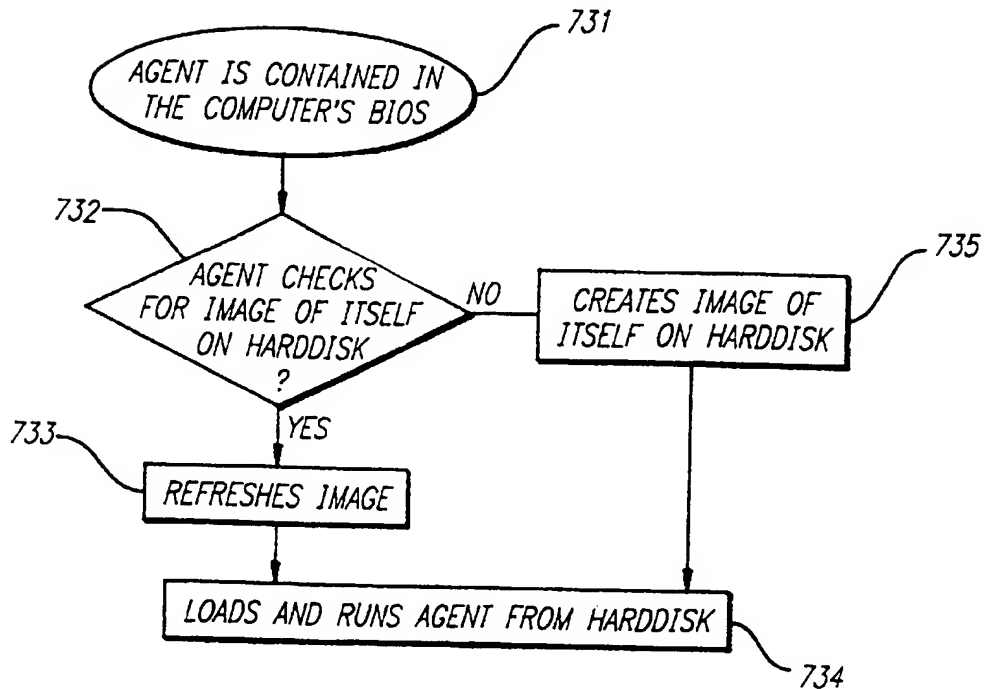 731
AGENT IS CONTAINED IN
THE COMPUTER'S BIOS
732
AGENT CHECKS
FOR IMAGE OF ITSELF
ON HARDDISK
?
NO
735
CREATES IMAGE OF
ITSELF ON HARDDISK
YES
733
REFRESHES IMAGE
LOADS AND RUNS AGENT FROM HARDDISK
734